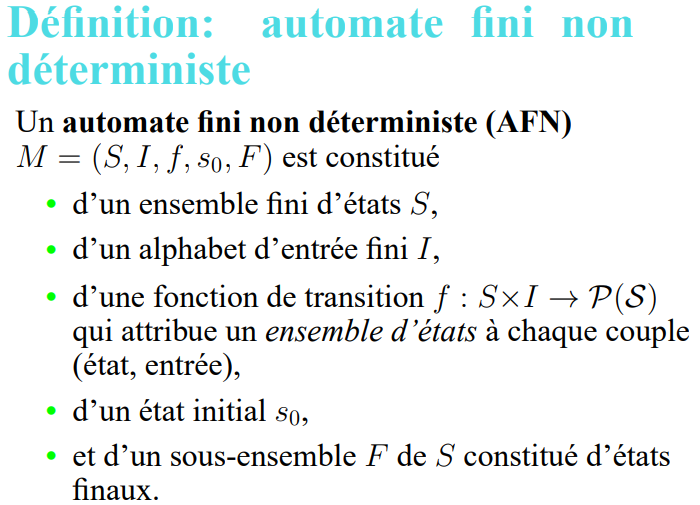 Définition: automate fini non
déterministe
Un automate fini non déterministe (AFN)
M = (S, I, f, s₀, F) est constitué
• d'un ensemble fini d'états S,
• d'un alphabet d'entrée fini I,
• d'une fonction de transition f : S×I → 𝒫(𝒮)
qui attribue un ensemble d'états à chaque couple
(état, entrée),
• d'un état initial s₀,
• et d'un sous-ensemble F de S constitué d'états
finaux.